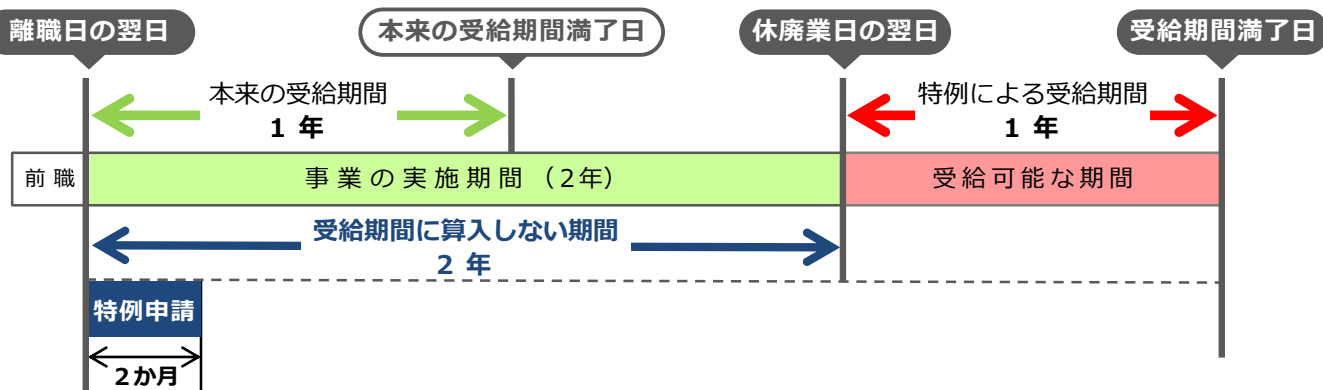 離職日の翌日
本来の受給期間満了日
休廃業日の翌日
受給期間満了日
本来の受給期間
1 年
特例による受給期間
1 年
前職
事業の実施期間（2年）
受給可能な期間
受給期間に算入しない期間
2 年
特例申請
2か月